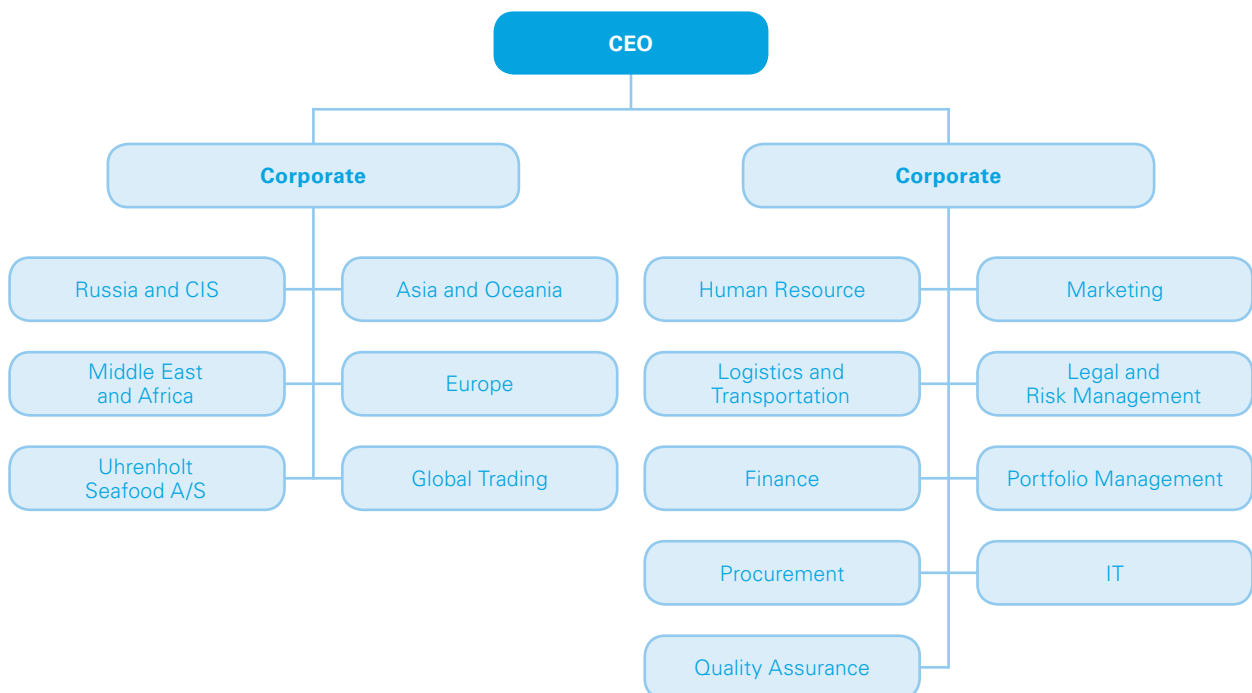 CEO
Corporate
Corporate
Russia and CIS
Asia and Oceania
Human Resource
Marketing
Middle East
and Africa
Europe
Logistics and
Transportation
Legal and
Risk Management
Uhrenholt
Seafood A/S
Global Trading
Finance
Portfolio Management
Procurement
IT
Quality Assurance